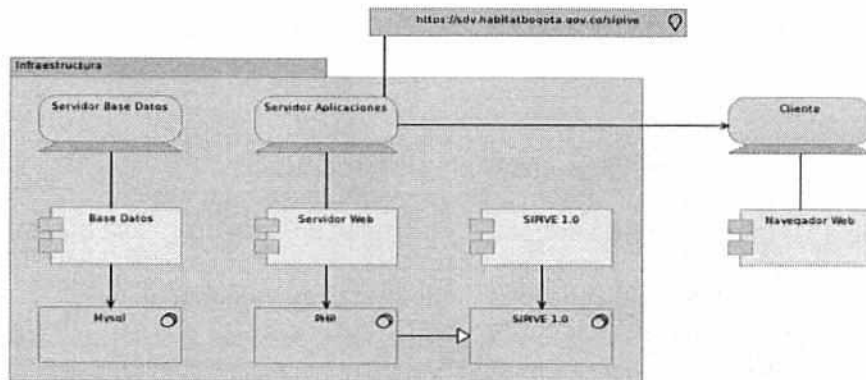 https://sdv.habitatbogota.gov.co/sipive
Infraestructura
Servidor Base Datos
Servidor Aplicaciones
Cliente
Base Datos
Servidor Web
SIPIVE 1.0
Navegador Web
Mysql
PHP
SIPIVE 1.0